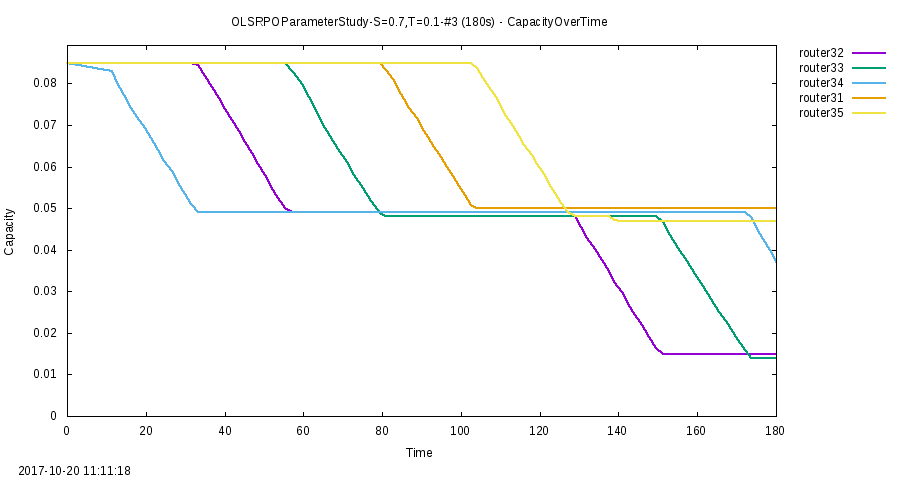 OLSRPOParameterStudy-S=0.7,T=0.1-#3 (180s) - CapacityOverTime
router32
router33
router34
router31
router35
0.08
0.07
0.06
0.05
0.04
0.03
0.02
0.01
0
Capacity
0 20 40 60 80 100 120 140 160 180
Time
2017-10-20 11:11:18